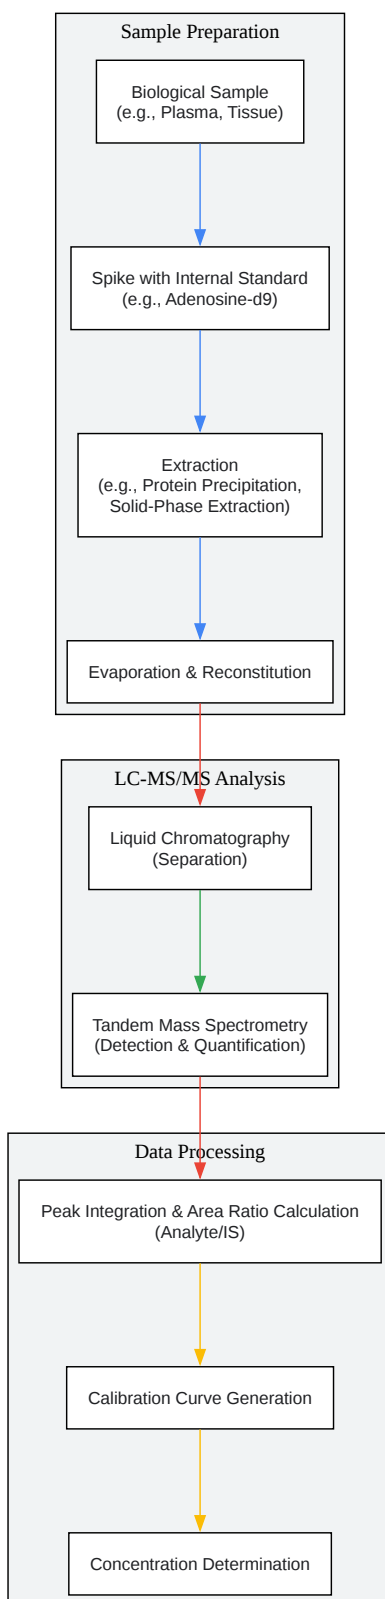 Sample Preparation
Biological Sample
(e.g., Plasma, Tissue)
Spike with Internal Standard
(e.g., Adenosine-d9)
Extraction
(e.g., Protein Precipitation,
Solid-Phase Extraction)
Evaporation & Reconstitution
LC-MS/MS Analysis
Liquid Chromatography
(Separation)
Tandem Mass Spectrometry
(Detection & Quantification)
Data Processing
Peak Integration & Area Ratio Calculation
(Analyte/IS)
Calibration Curve Generation
Concentration Determination